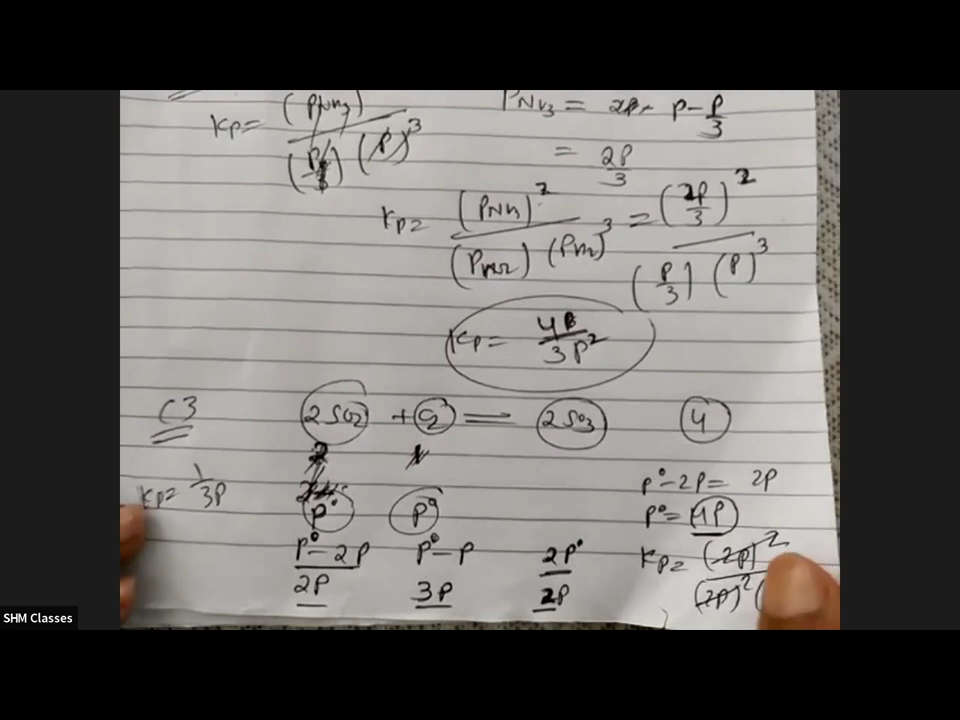 Kp= (PNH3) / (P/3) (P)^3
PNH3 = 2P - P - P/3
= 2P/3
Kp= (PNH3)^2 / (PN2) (PH2)^3 = (2P/3)^2 / (P/3) (P)^3
Kp= 4/3P^2
C3 2SO2 + O2 = 2SO3 4
Kp= 1/3P
P° P° P°-2P= 2P
P°= 4P
P°-2P P°-P 2P° Kp= (2P)^2 / (2P)^2 (
2P 3P 2P
SHM Classes